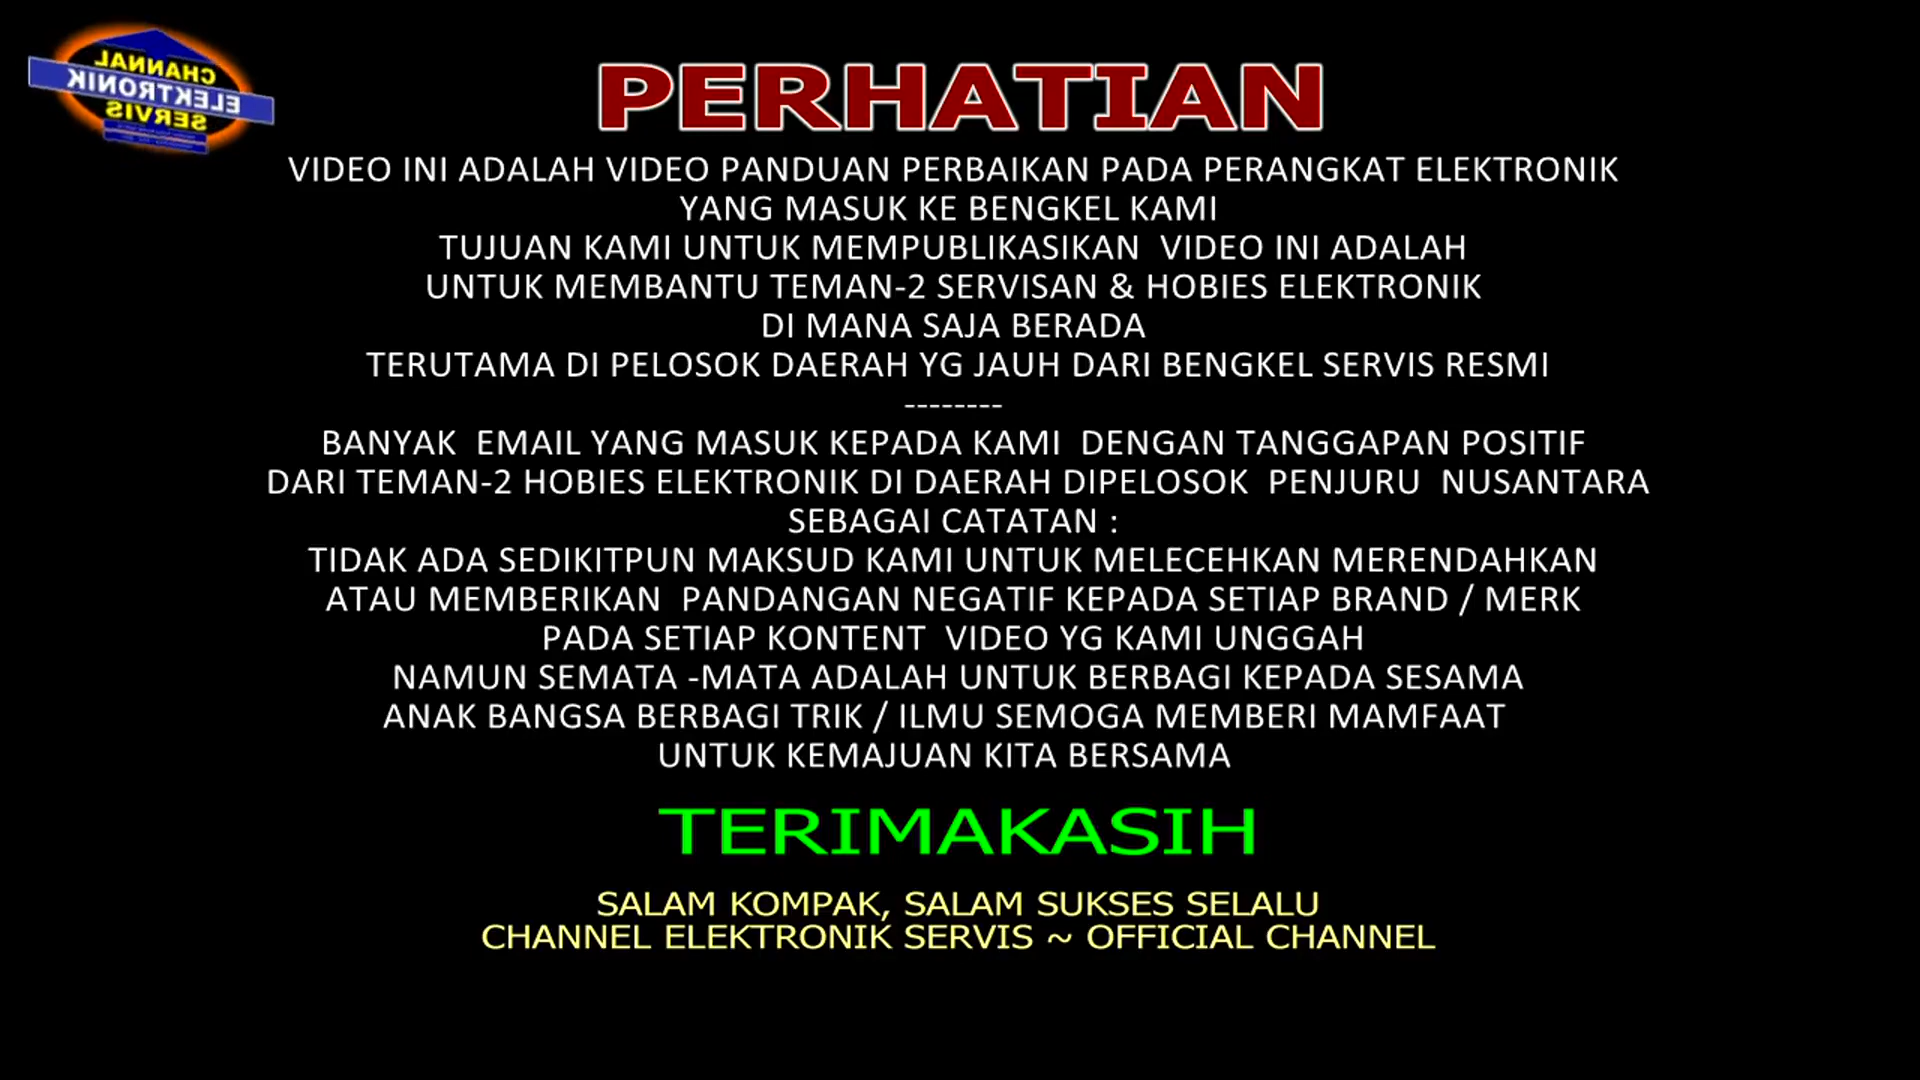 CHANNAL
ELEKTRONIK
SERVIS
PERHATIAN
VIDEO INI ADALAH VIDEO PANDUAN PERBAIKAN PADA PERANGKAT ELEKTRONIK
YANG MASUK KE BENGKEL KAMI
TUJUAN KAMI UNTUK MEMPUBLIKASIKAN VIDEO INI ADALAH
UNTUK MEMBANTU TEMAN-2 SERVISAN & HOBIES ELEKTRONIK
DI MANA SAJA BERADA
TERUTAMA DI PELOSOK DAERAH YG JAUH DARI BENGKEL SERVIS RESMI
--------
BANYAK EMAIL YANG MASUK KEPADA KAMI DENGAN TANGGAPAN POSITIF
DARI TEMAN-2 HOBIES ELEKTRONIK DI DAERAH DIPELOSOK PENJURU NUSANTARA
SEBAGAI CATATAN :
TIDAK ADA SEDIKITPUN MAKSUD KAMI UNTUK MELECEHKAN MERENDAHKAN
ATAU MEMBERIKAN PANDANGAN NEGATIF KEPADA SETIAP BRAND / MERK
PADA SETIAP KONTENT VIDEO YG KAMI UNGGAH
NAMUN SEMATA -MATA ADALAH UNTUK BERBAGI KEPADA SESAMA
ANAK BANGSA BERBAGI TRIK / ILMU SEMOGA MEMBERI MAMFAAT
UNTUK KEMAJUAN KITA BERSAMA
TERIMAKASIH
SALAM KOMPAK, SALAM SUKSES SELALU
CHANNEL ELEKTRONIK SERVIS ~ OFFICIAL CHANNEL